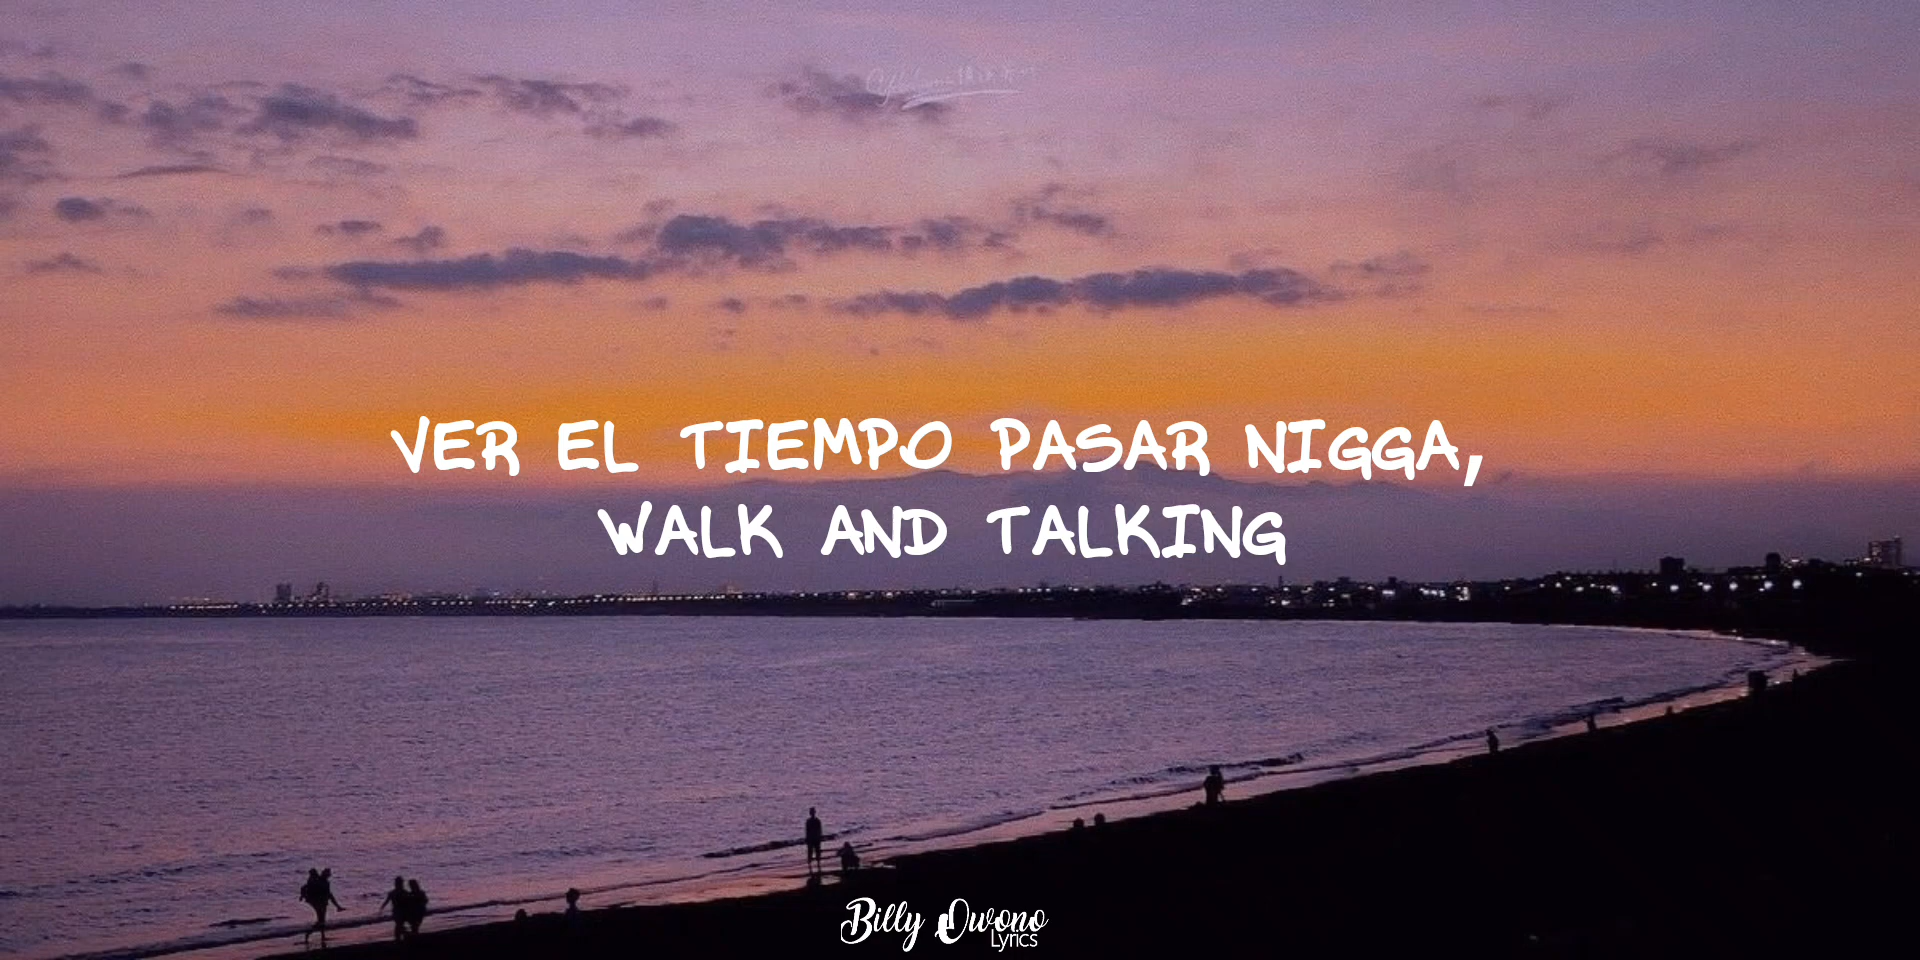 VER EL TIEMPO PASAR NIGGA,
WALK AND TALKING
Billy Owono
Lyrics